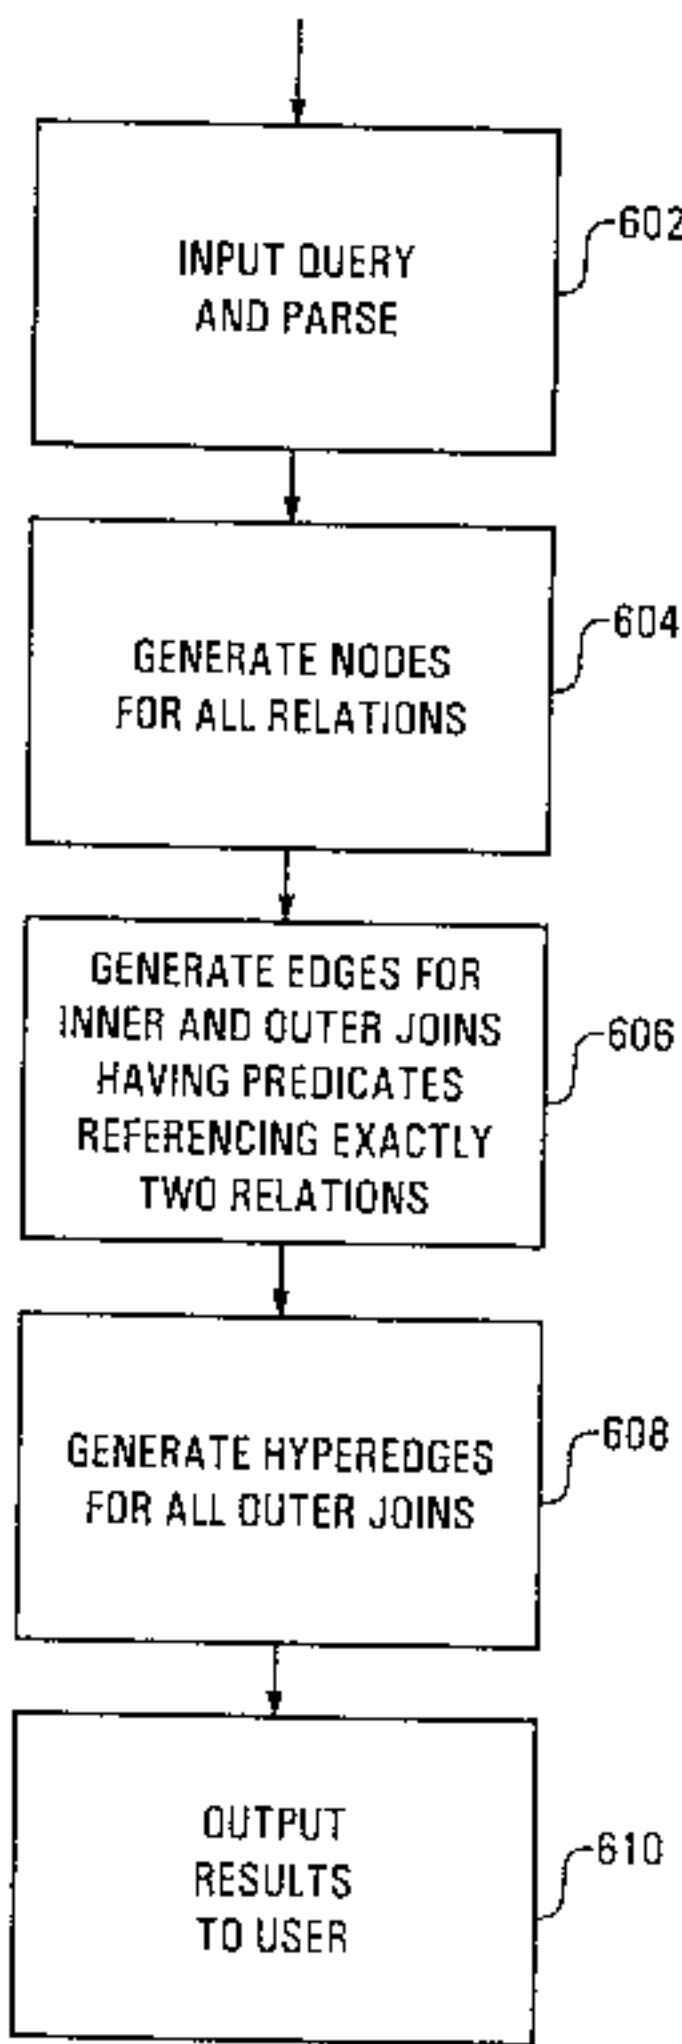 INPUT QUERY
AND PARSE
602
GENERATE NODES
FOR ALL RELATIONS
604
GENERATE EDGES FOR
INNER AND OUTER JOINS
HAVING PREDICATES
REFERENCING EXACTLY
TWO RELATIONS
606
GENERATE HYPEREDGES
FOR ALL OUTER JOINS
608
OUTPUT
RESULTS
TO USER
610